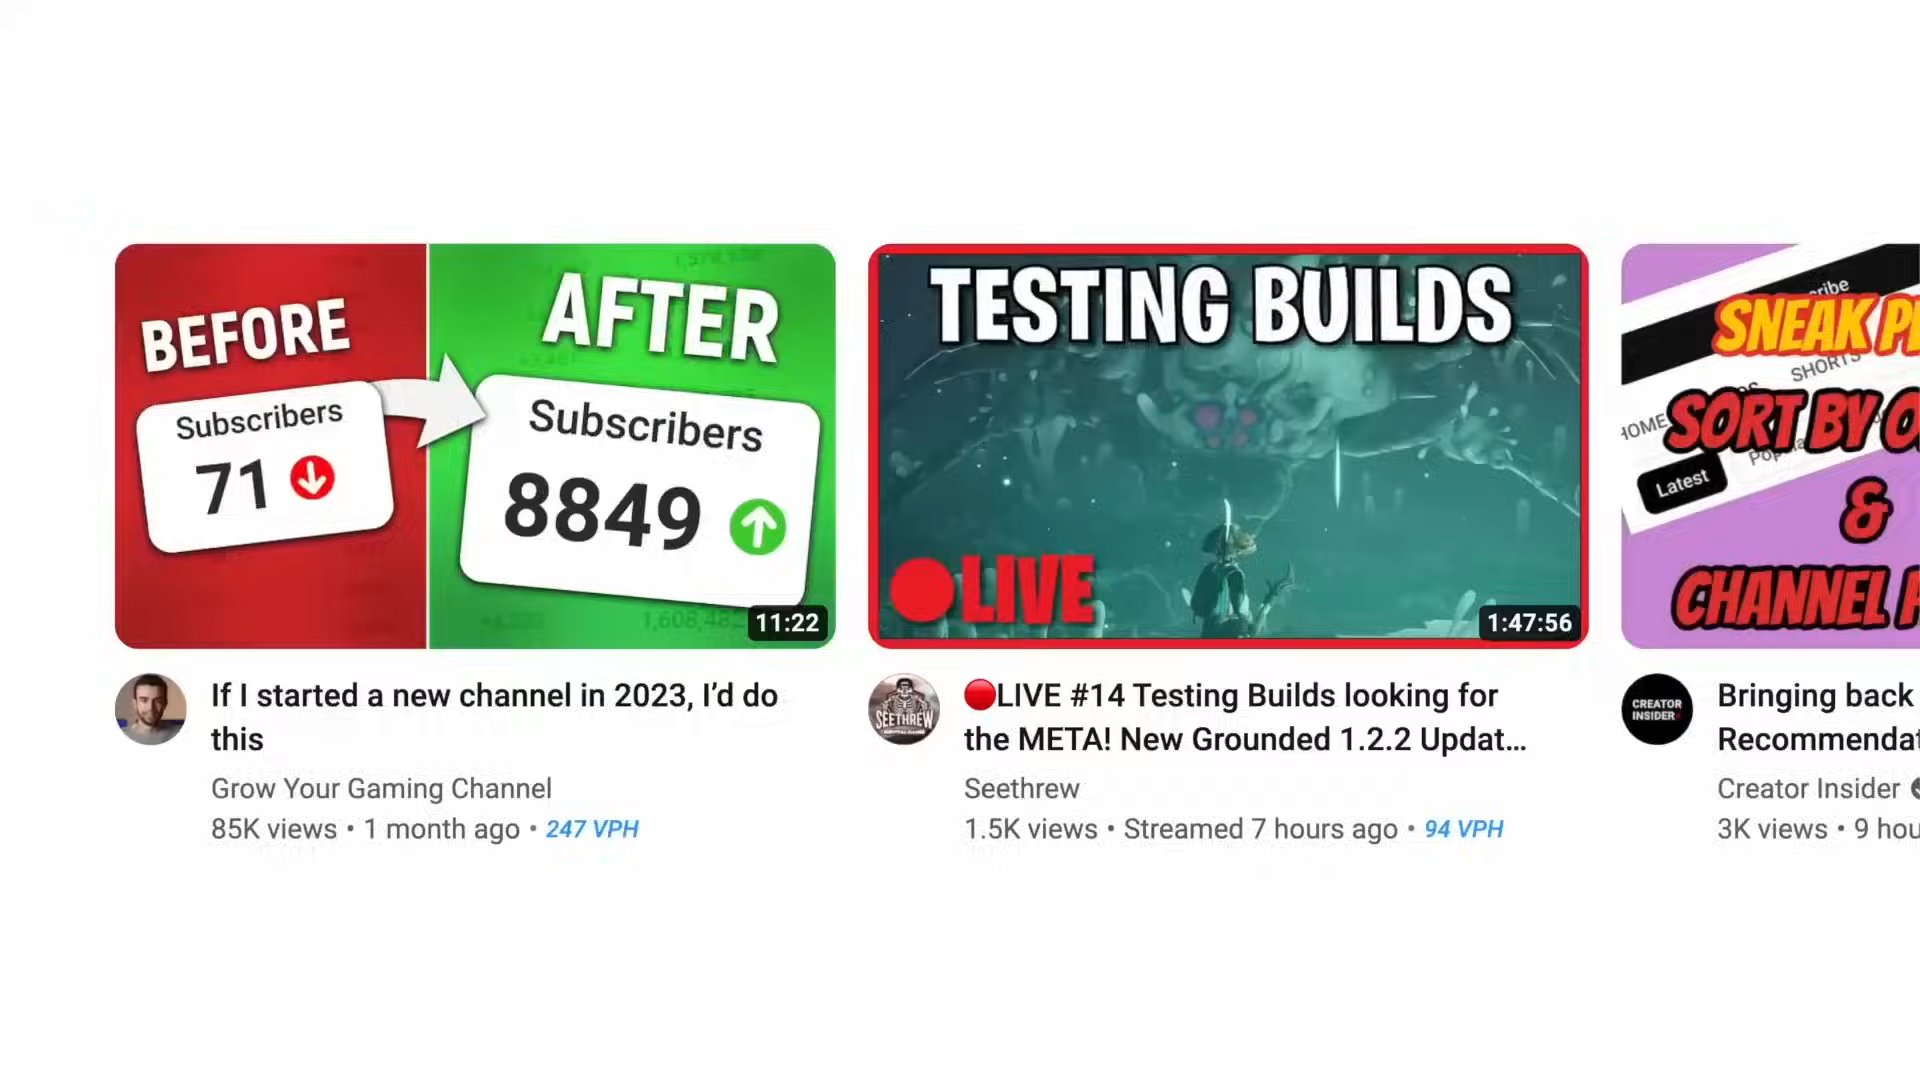 BEFORE
Subscribers
71
AFTER
Subscribers
8849
11:22
If I started a new channel in 2023, I’d do
this
Grow Your Gaming Channel
85K views • 1 month ago • 247 VPH
TESTING BUILDS
LIVE
1:47:56
SEETHREW
🔴LIVE #14 Testing Builds looking for
the META! New Grounded 1.2.2 Updat...
Seethrew
1.5K views • Streamed 7 hours ago • 94 VPH
SNEAK
SHORTS
SORT BY
HOME
Latest
&
CHANNEL
CREATOR
INSIDER
Bringing back
Creator Insider
3K views • 9